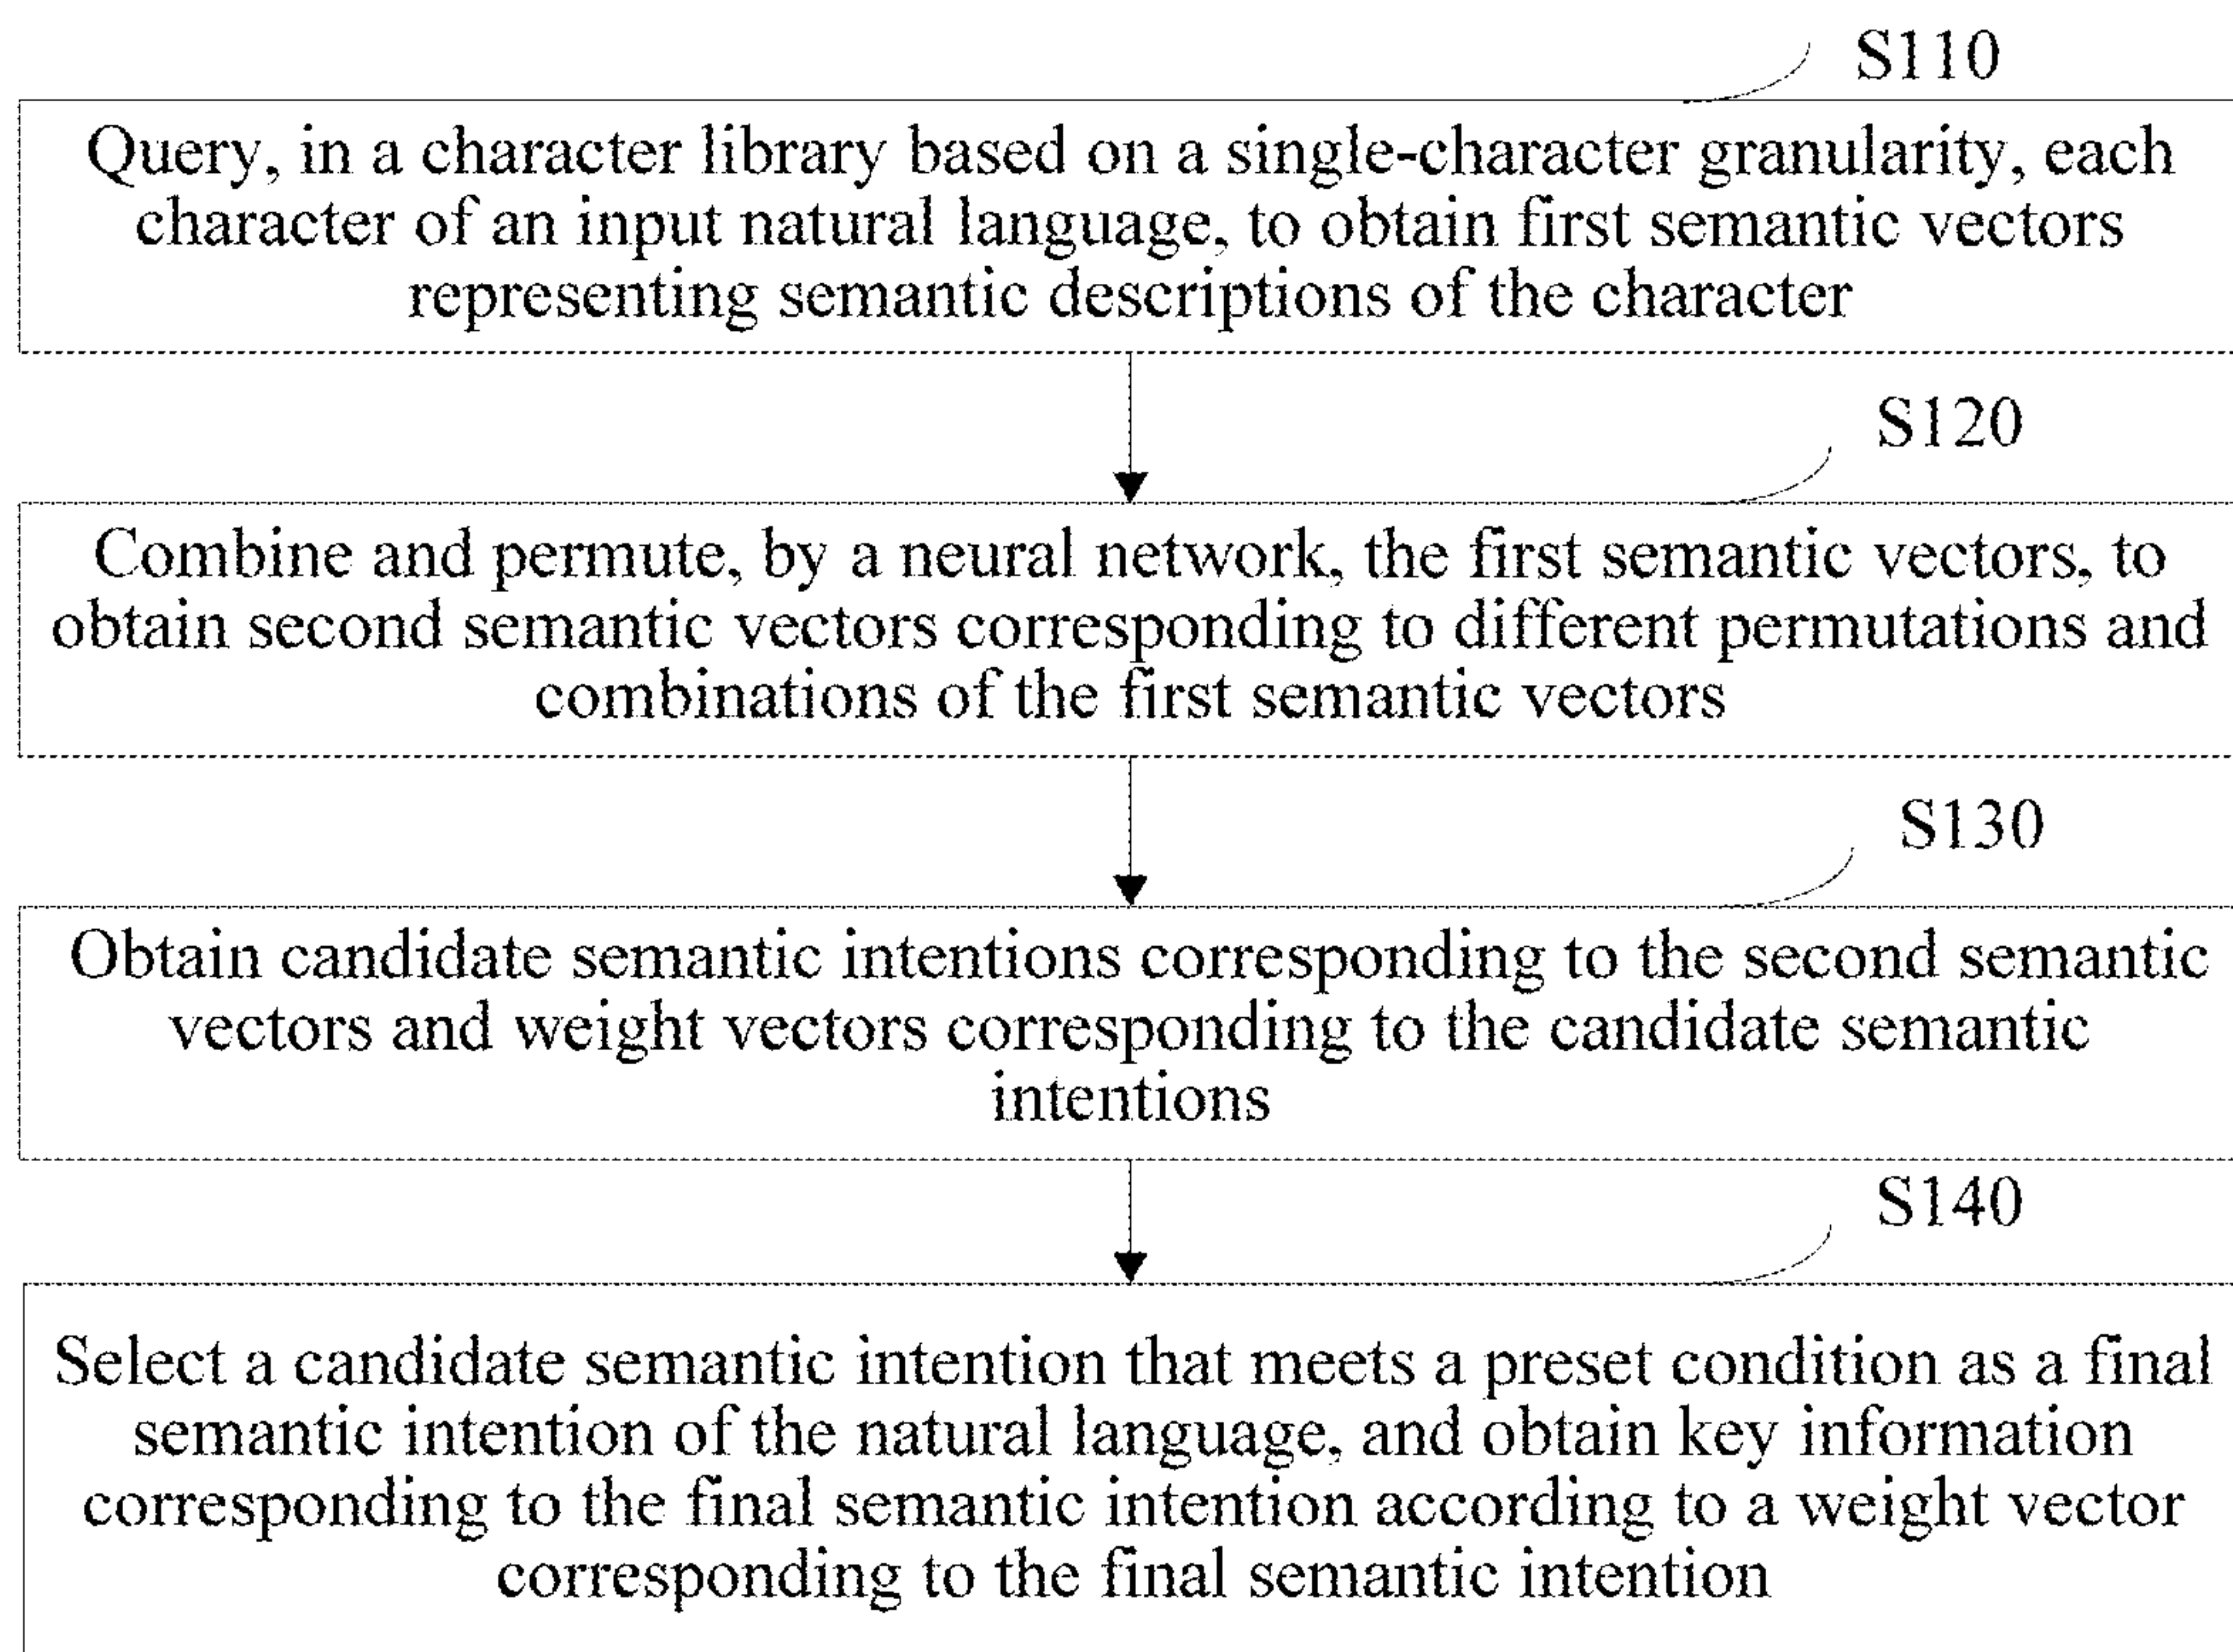 S110
Query, in a character library based on a single-character granularity, each
character of an input natural language, to obtain first semantic vectors
representing semantic descriptions of the character
S120
Combine and permute, by a neural network, the first semantic vectors, to
obtain second semantic vectors corresponding to different permutations and
combinations of the first semantic vectors
S130
Obtain candidate semantic intentions corresponding to the second semantic
vectors and weight vectors corresponding to the candidate semantic
intentions
S140
Select a candidate semantic intention that meets a preset condition as a final
semantic intention of the natural language, and obtain key information
corresponding to the final semantic intention according to a weight vector
corresponding to the final semantic intention